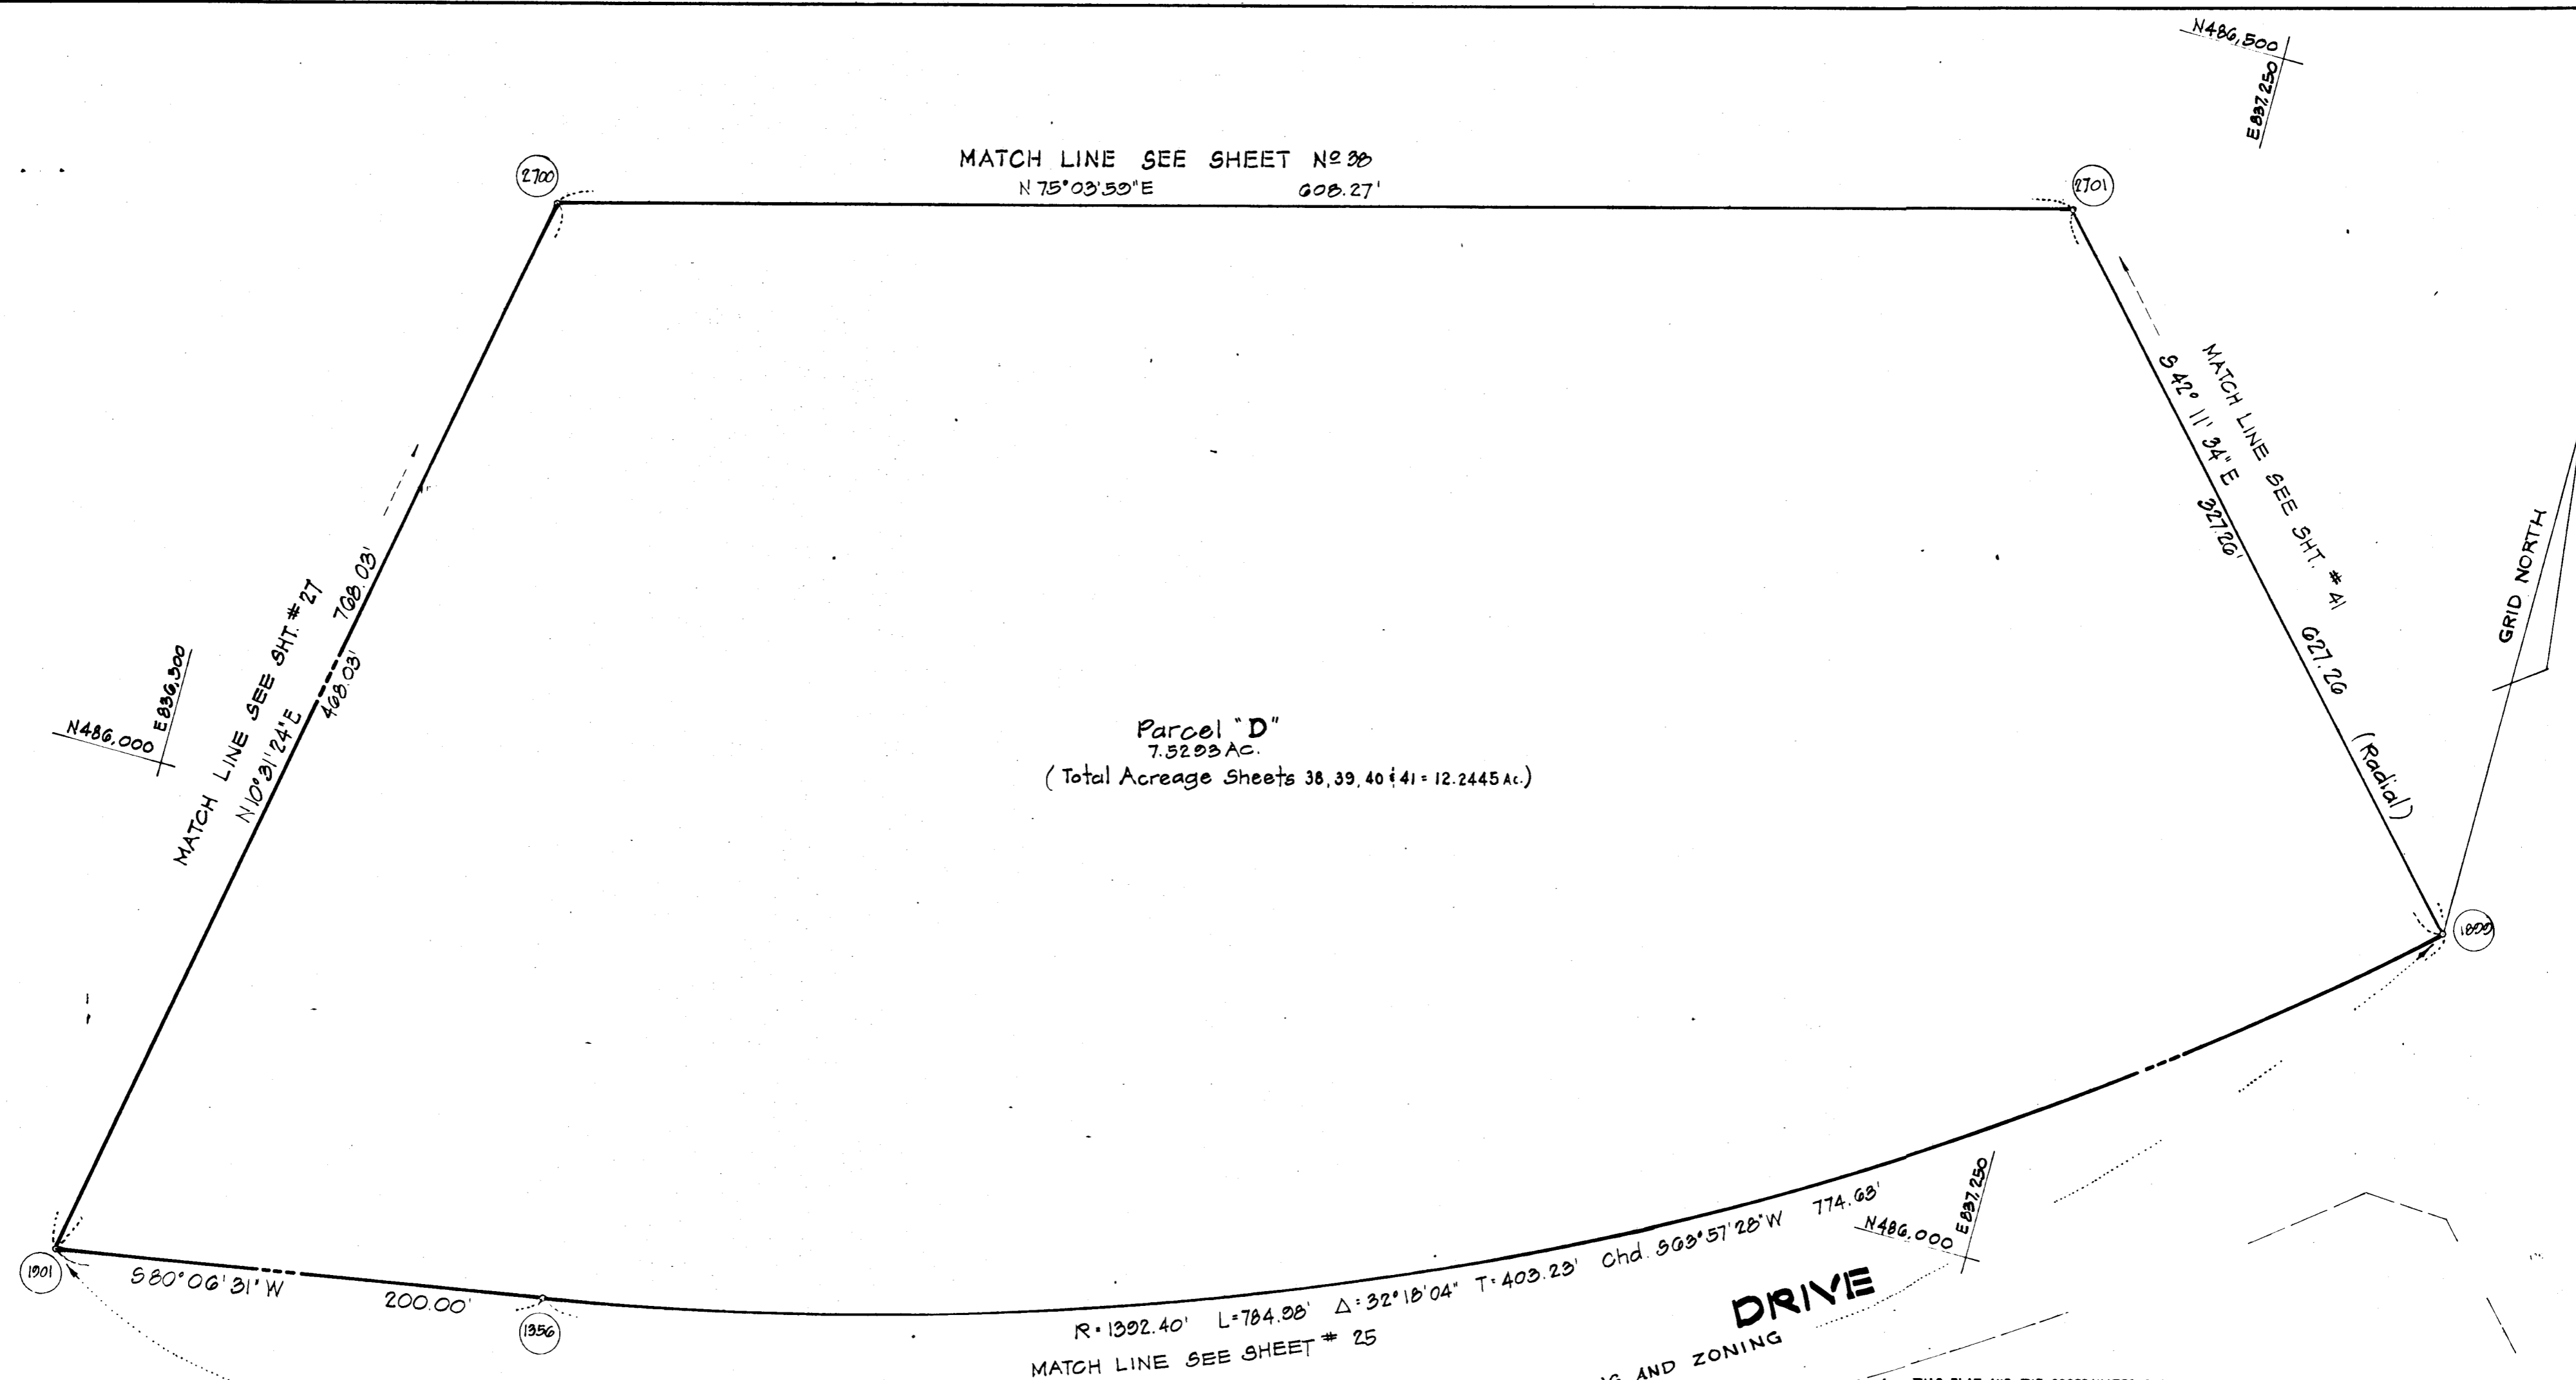 N486,500
E837,250
MATCH LINE SEE SHEET Nº 38
N 75°03'59"E 608.27'
2700
2701
MATCH LINE SEE SHT. # 27
N10°31'24"E
768.03'
468.03'
N486,000
E836,300
MATCH LINE SEE SHT. # 41
S 42° 11' 34" E
327.26'
627.26
(Radial)
GRID NORTH
Parcel "D"
7.5293 AC.
( Total Acreage Sheets 38, 39, 40 & 41 = 12.2445 Ac.)
1899
1901
S80°06'31"W
200.00'
1356
R=1392.40' L=784.98' Δ=32°18'04" T=403.23' Chd. S63°57'28"W 774.63'
MATCH LINE SEE SHEET # 25
N486,000
E837,250
DRIVE
AND ZONING